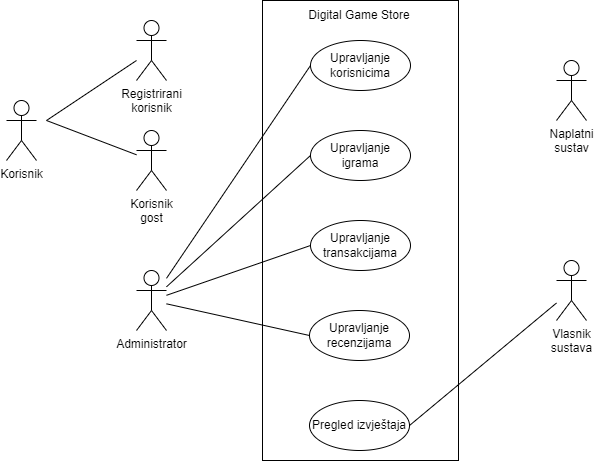 Digital Game Store
Registrirani
korisnik
Korisnik
Korisnik
gost
Administrator
Upravljanje
korisnicima
Upravljanje
igrama
Upravljanje
transakcijama
Upravljanje
recenzijama
Pregled izvještaja
Naplatni
sustav
Vlasnik
sustava